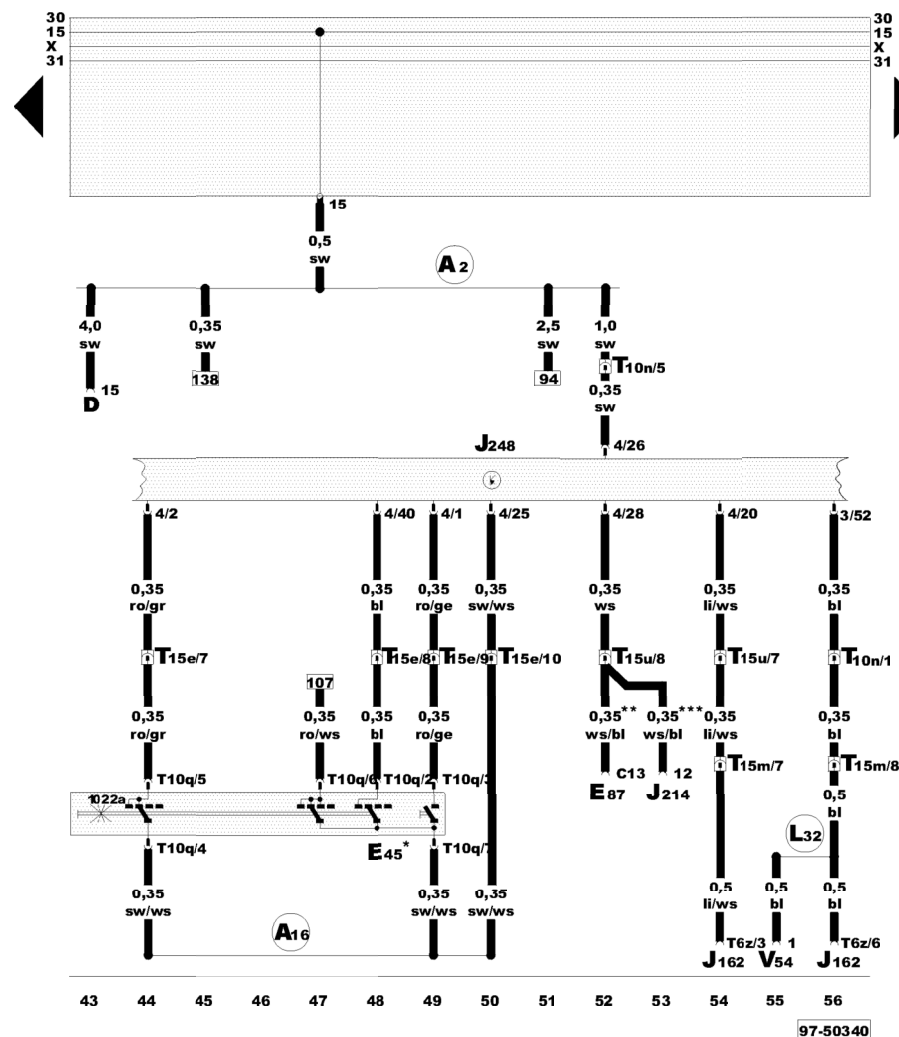 30 30
15 15
X X
31 31
15
0,5
sw
A2
4,0 0,35 2,5 1,0
sw sw sw sw
T10n/5
15 138 94 0,35
D sw
J248 4/26
4/2 4/40 4/1 4/25 4/28 4/20 3/52
0,35 0,35 0,35 0,35 0,35 0,35 0,35
ro/gr bl ro/ge sw/ws ws li/ws bl
T15e/7 T15e/8 T15e/9 T15e/10 T15u/8 T15u/7 T10n/1
107
0,35 0,35 0,35 0,35 0,35** 0,35*** 0,35 0,35
ro/gr ro/ws bl ro/ge ws/bl ws/bl li/ws bl
T10q/5 T10q/6 T10q/2 T10q/3 C13 12 T15m/7 T15m/8
E87 J214
1022a 0,5
bl
T10q/4 E45* T10q/7 L32
0,35 0,35 0,35 0,5 0,5 0,5
sw/ws sw/ws sw/ws li/ws bl bl
A16
T6z/3 1 T6z/6
J162 V54 J162
43 44 45 46 47 48 49 50 51 52 53 54 55 56
97-50340